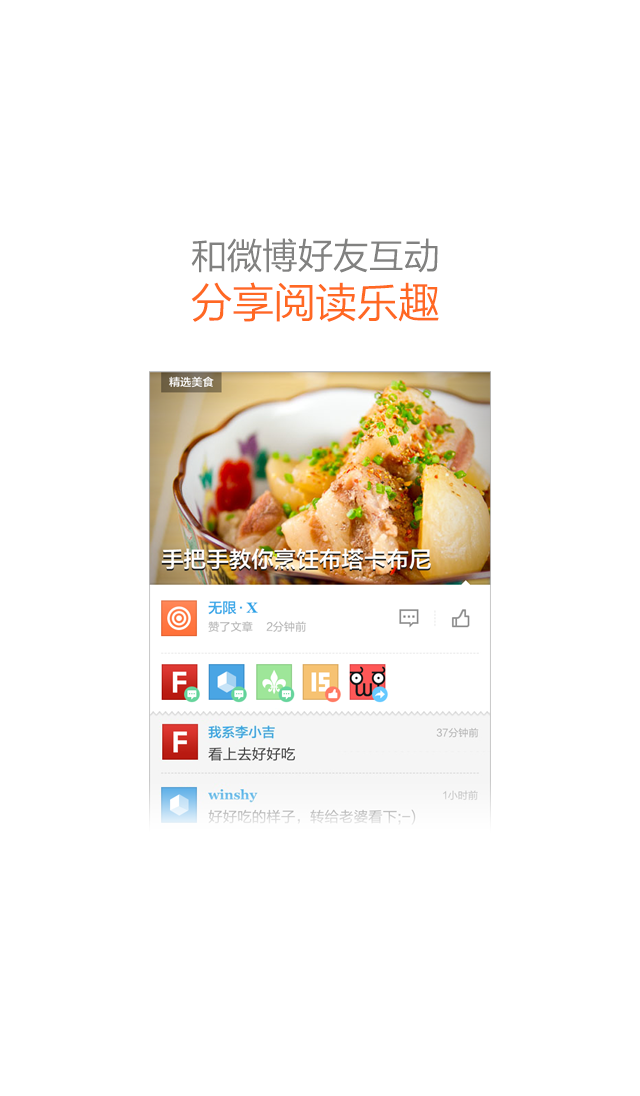 和微博好友互动
分享阅读乐趣
精选美食
手把手教你烹饪布塔卡布尼
无限·X
赞了文章 2分钟前
F
15
F
我系李小吉
37分钟前
看上去好好吃
winshy
1小时前
好好吃的样子，转给老婆看下;-)